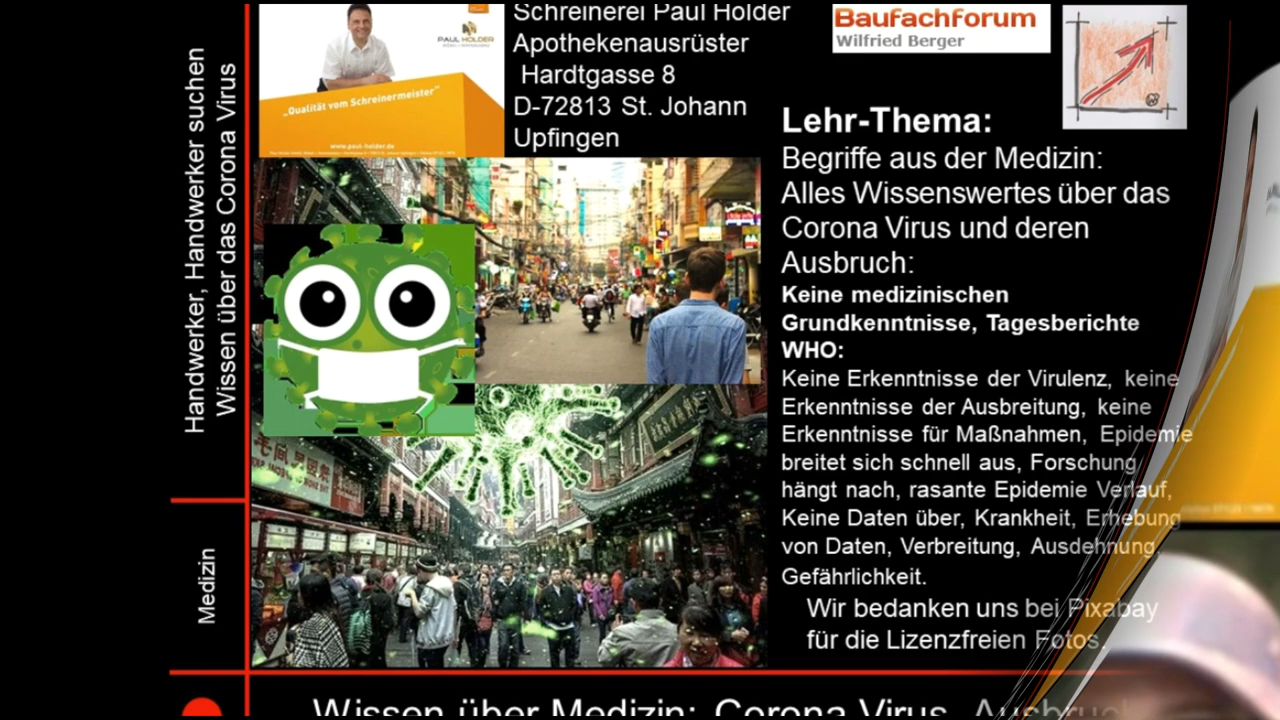 Handwerker, Handwerker suchen
Wissen über das Corona Virus
Medizin
PAUL HOLDER
„Qualität vom Schreinermeister“
www.paul-holder.de
Schreinerei Paul Holder
Apothekenausrüster
Hardtgasse 8
D-72813 St. Johann
Upfingen
BaufachForum
Wilfried Berger
Lehr-Thema:
Begriffe aus der Medizin:
Alles Wissenswertes über das
Corona Virus und deren
Ausbruch:
Keine medizinischen
Grundkenntnisse, Tagesberichte
WHO:
Keine Erkenntnisse der Virulenz, keine
Erkenntnisse der Ausbreitung, keine
Erkenntnisse für Maßnahmen, Epidemie
breitet sich schnell aus, Forschung
hängt nach, rasante Epidemie Verlauf,
Keine Daten über, Krankheit, Erhebung
von Daten, Verbreitung, Ausdehnung,
Gefährlichkeit.
Wir bedanken uns bei Pixabay
für die Lizenzfreien Fotos.
Wissen über Medizin: Corona Virus, Ausbruch